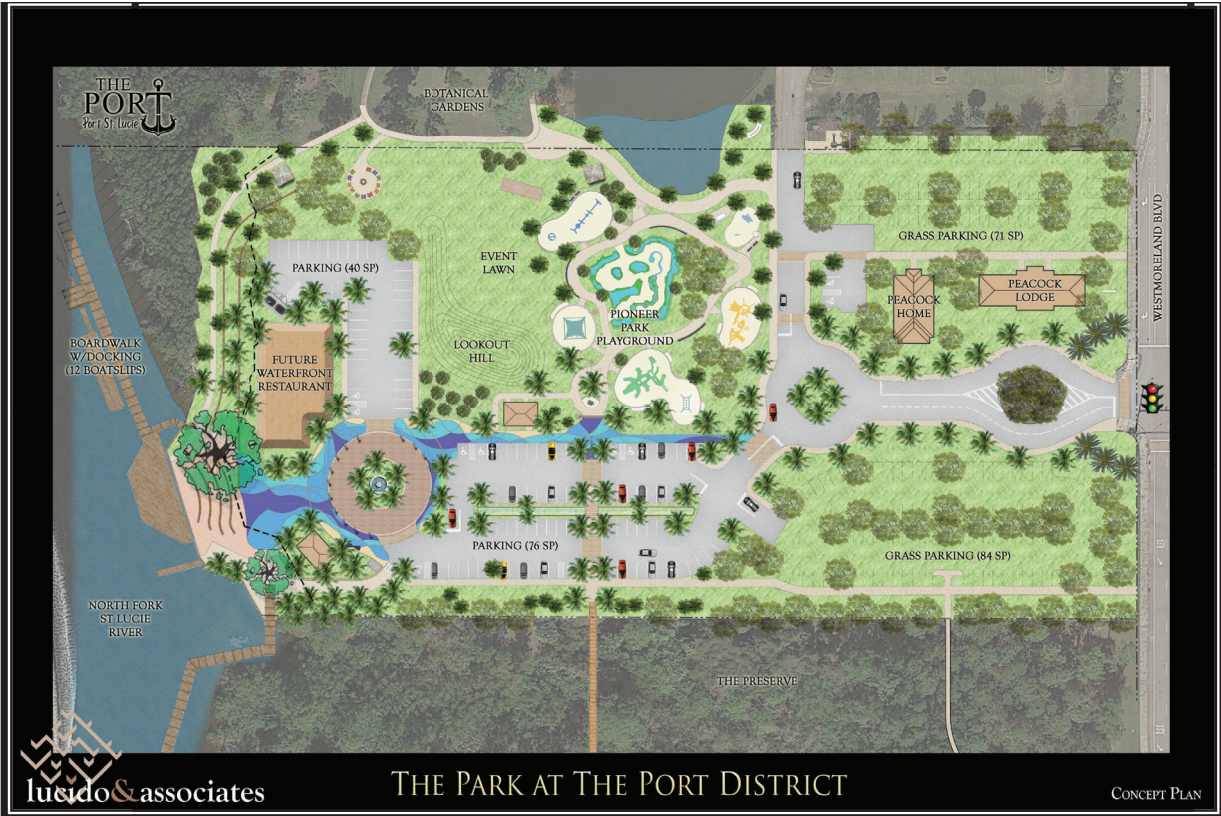 THE
PORT
Port St. Lucie
BOTANICAL
GARDENS
WESTMORELAND BLVD
GRASS PARKING (71 SP)
EVENT
LAWN
PARKING (40 SP)
PEACOCK
HOME
PEACOCK
LODGE
PIONEER
PARK
PLAYGROUND
LOOKOUT
HILL
BOARDWALK
W/DOCKING
(12 BOATSLIPS)
FUTURE
WATERFRONT
RESTAURANT
PARKING (76 SP)
GRASS PARKING (84 SP)
NORTH FORK
ST LUCIE
RIVER
THE PRESERVE
lucido&associates
THE PARK AT THE PORT DISTRICT
CONCEPT PLAN